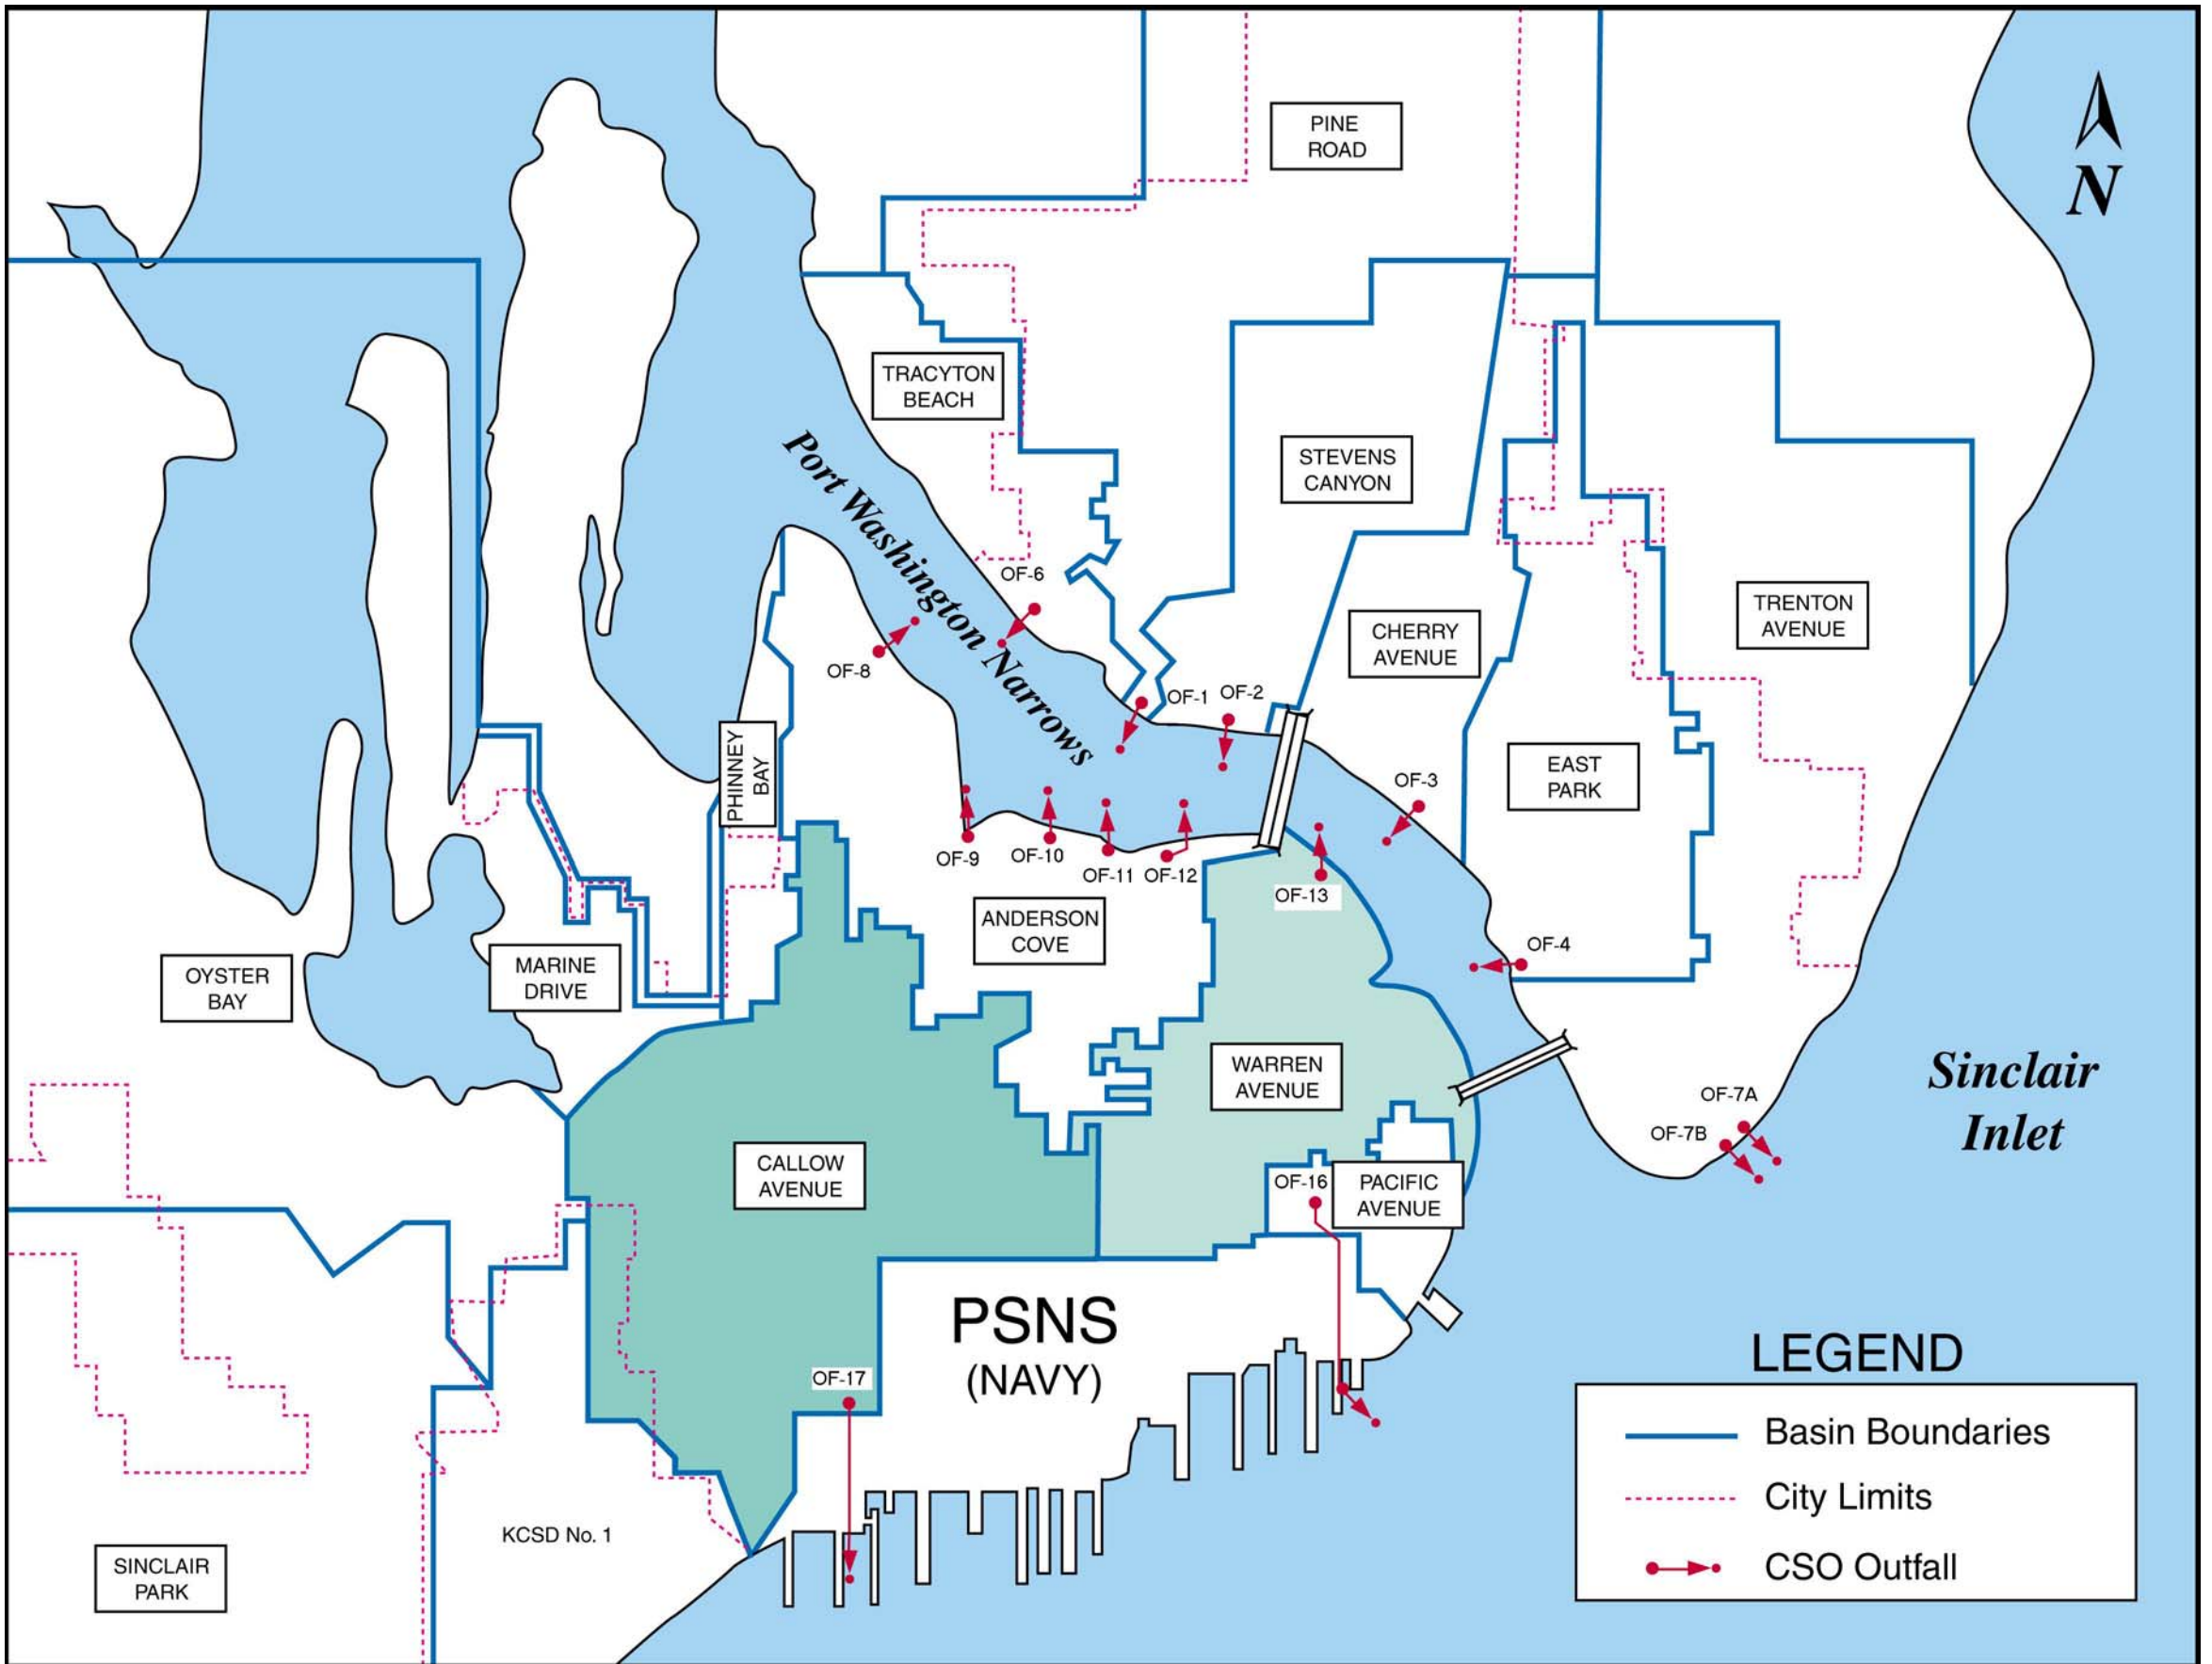 PINE
ROAD
N
TRACYTON
BEACH
Port Washington Narrows
STEVENS
CANYON
OF-6
OF-8
CHERRY
AVENUE
TRENTON
AVENUE
OF-1
OF-2
PHINNEY
BAY
EAST
PARK
OF-3
OF-9
OF-10
OF-11
OF-12
OF-13
ANDERSON
COVE
OF-4
OYSTER
BAY
MARINE
DRIVE
WARREN
AVENUE
Sinclair
Inlet
OF-7A
OF-7B
CALLOW
AVENUE
OF-16
PACIFIC
AVENUE
PSNS
(NAVY)
OF-17
KCSD No. 1
SINCLAIR
PARK
LEGEND
Basin Boundaries
City Limits
CSO Outfall